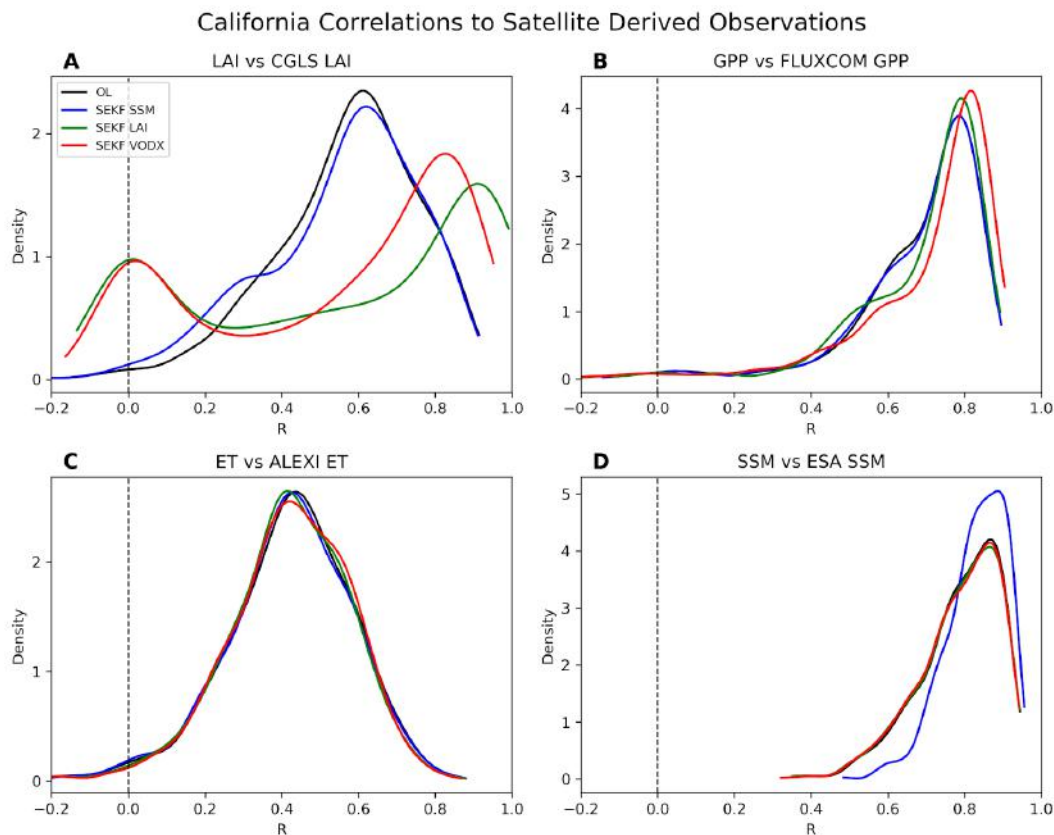 California Correlations to Satellite Derived Observations
A
LAI vs CGLS LAI
OL
SEKF SSM
SEKF LAI
SEKF VODX
Density
2
1
0
−0.2 0.0 0.2 0.4 0.6 0.8 1.0
R
B
GPP vs FLUXCOM GPP
Density
4
3
2
1
0
−0.2 0.0 0.2 0.4 0.6 0.8 1.0
R
C
ET vs ALEXI ET
Density
2
1
0
−0.2 0.0 0.2 0.4 0.6 0.8 1.0
R
D
SSM vs ESA SSM
Density
5
4
3
2
1
0
−0.2 0.0 0.2 0.4 0.6 0.8 1.0
R